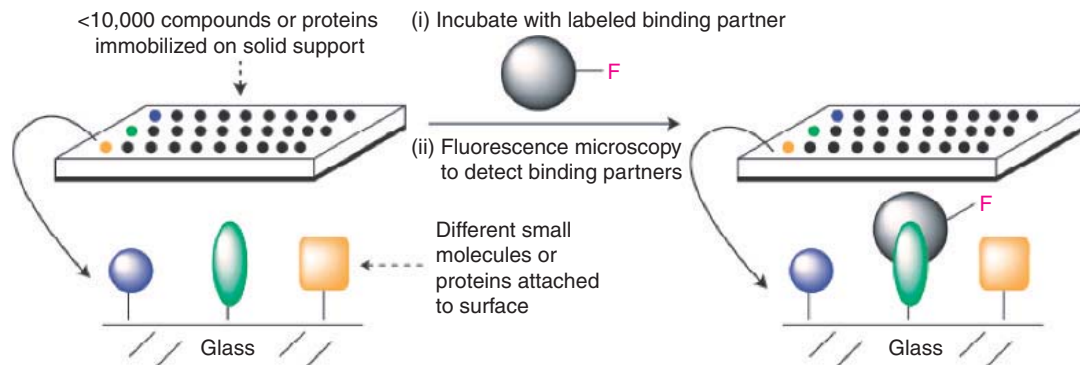 <10,000 compounds or proteins
immobilized on solid support
(i) Incubate with labeled binding partner
F
(ii) Fluorescence microscopy
to detect binding partners
Different small
molecules or
proteins attached
to surface
Glass
F
Glass